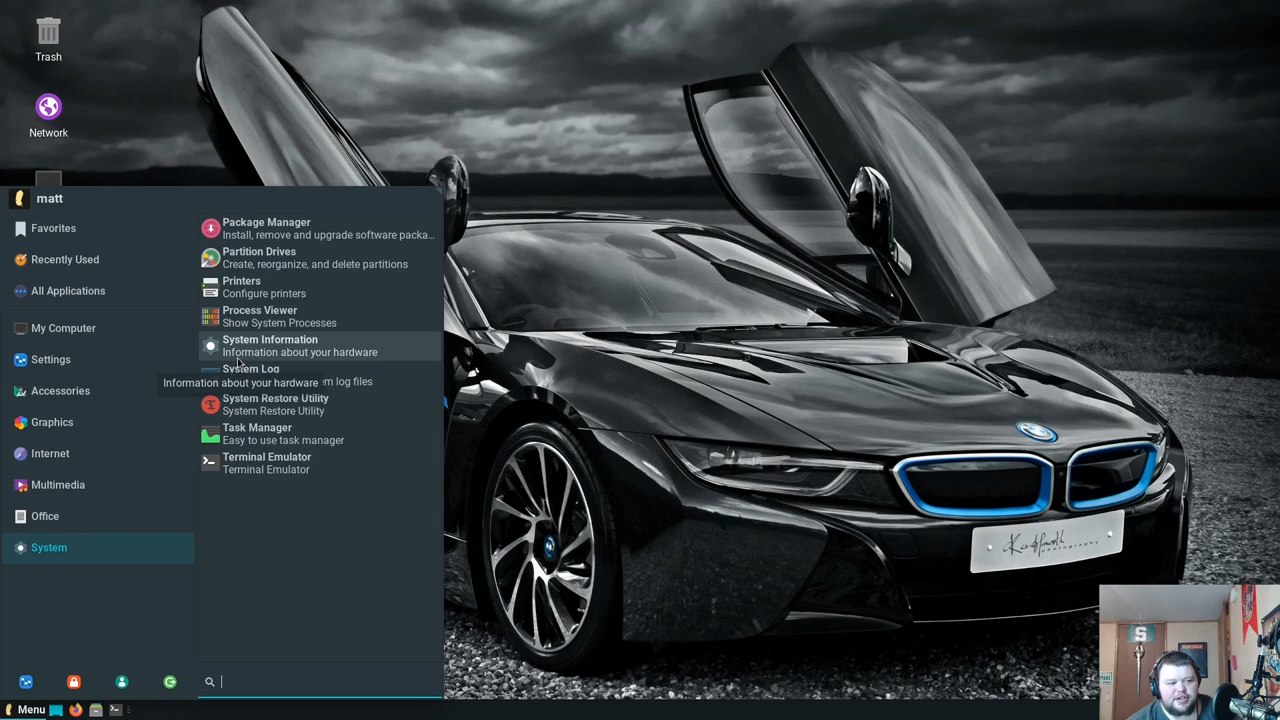 Trash
Network
matt
Favorites
Recently Used
All Applications
My Computer
Settings
Accessories
Graphics
Internet
Multimedia
Office
System
Package Manager
Install, remove and upgrade software packa...
Partition Drives
Create, reorganize, and delete partitions
Printers
Configure printers
Process Viewer
Show System Processes
System Information
Information about your hardware
System Log
Information about your hardware
m log files
System Restore Utility
System Restore Utility
Task Manager
Easy to use task manager
Terminal Emulator
Terminal Emulator
photography
S
Menu